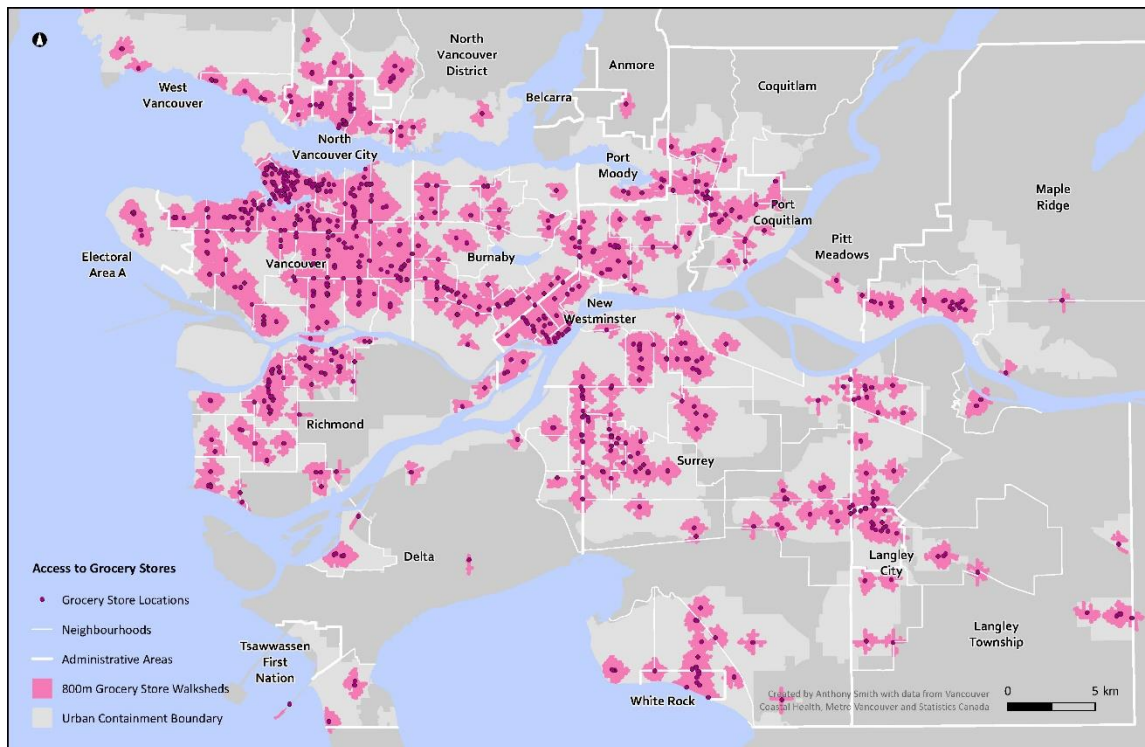 North
Vancouver
District
Anmore
Coquitlam
West
Vancouver
Belcarra
North
Vancouver City
Port
Moody
Maple
Ridge
Port
Coquitlam
Electoral
Area A
Vancouver
Burnaby
Pitt
Meadows
New
Westminster
Richmond
Surrey
Delta
Langley
City
Langley
Township
Tsawwassen
First
Nation
White Rock
Access to Grocery Stores
Grocery Store Locations
Neighbourhoods
Administrative Areas
800m Grocery Store Walksheds
Urban Containment Boundary
Created by Anthony Smith with data from Vancouver
Coastal Health, Metro Vancouver and Statistics Canada
0 5 km